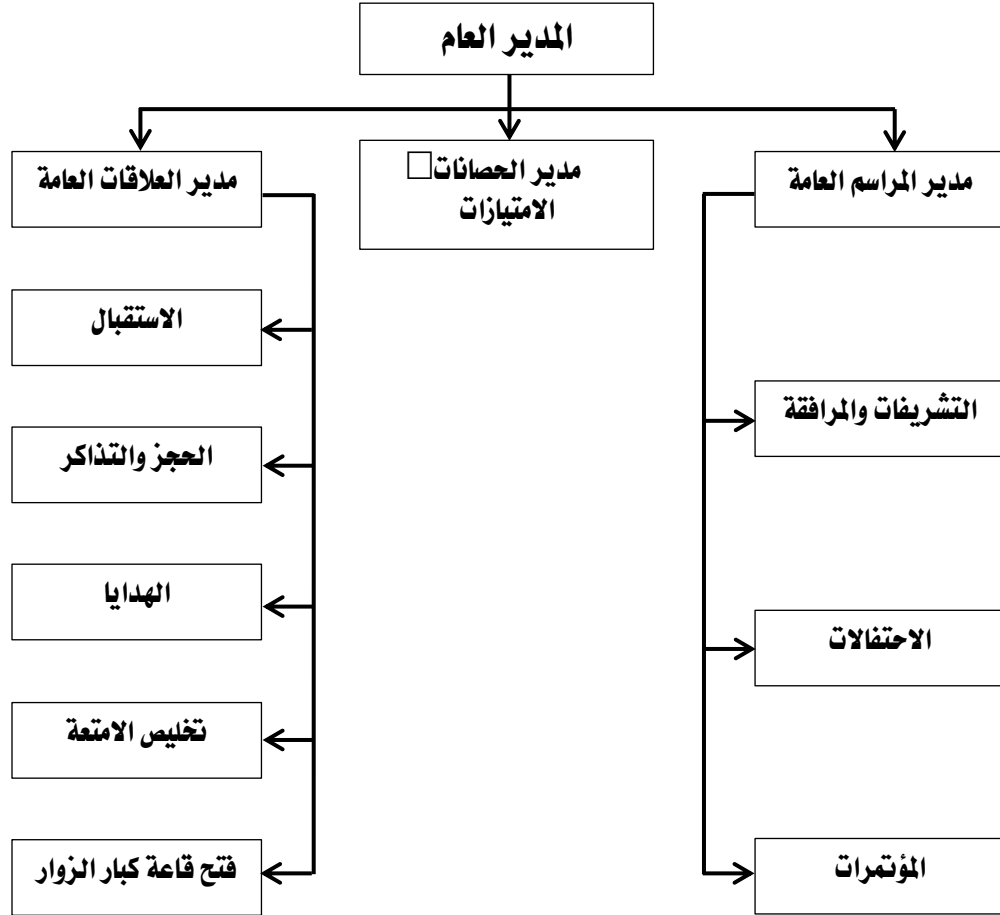 المدير العام
مدير المراسم العامة
مدير الحصانات□
الامتيازات
مدير العلاقات العامة
التشريفات والمرافقة
الاحتفالات
المؤتمرات
الاستقبال
الحجز والتذاكر
الهدايا
تخليص الامتعة
فتح قاعة كبار الزوار